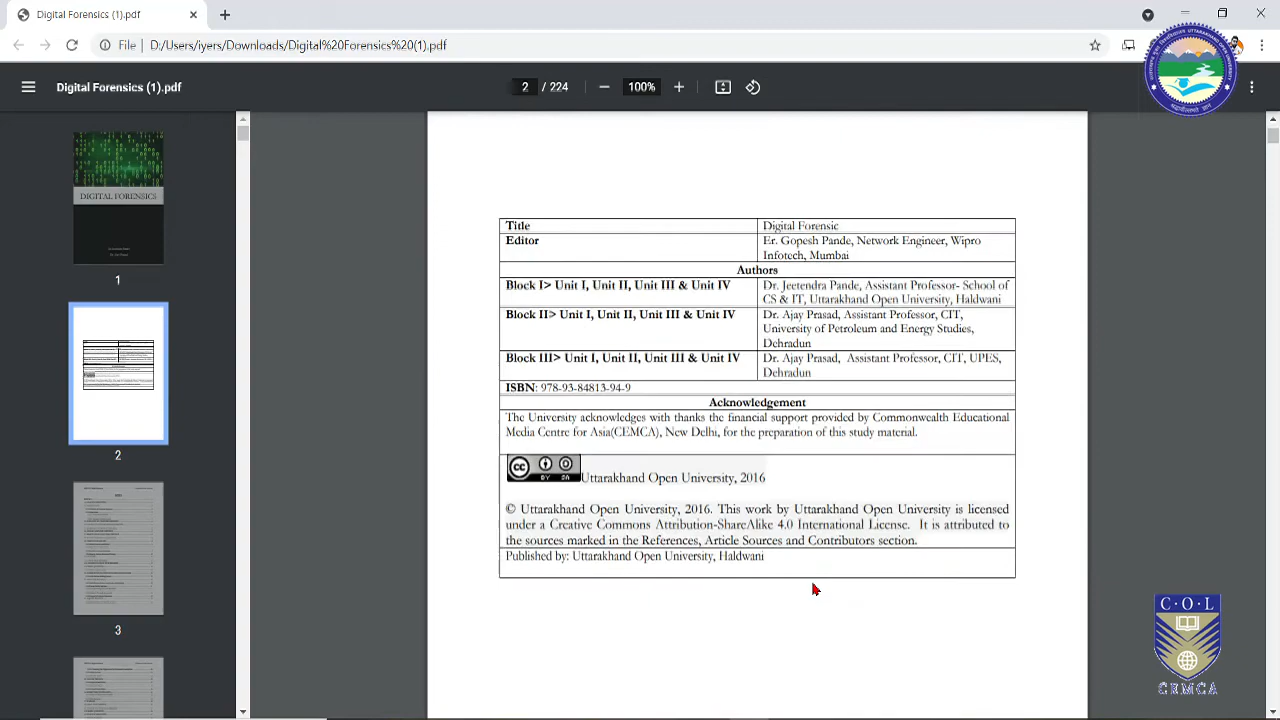 Digital Forensics (1).pdf
File | D:/Users/iyers/Downloads/Digital%20Forensics%20(1).pdf
Digital Forensics (1).pdf
2 / 224
100%
DIGITAL FORENSICS
1
2
3
Title Digital Forensic
Editor Er. Gopesh Pande, Network Engineer, Wipro
Infotech, Mumbai
Authors
Block I> Unit I, Unit II, Unit III & Unit IV Dr. Jeetendra Pande, Assistant Professor- School of
CS & IT, Uttarakhand Open University, Haldwani
Block II> Unit I, Unit II, Unit III & Unit IV Dr. Ajay Prasad, Assistant Professor, CIT,
University of Petroleum and Energy Studies,
Dehradun
Block III> Unit I, Unit II, Unit III & Unit IV Dr. Ajay Prasad, Assistant Professor, CIT, UPES,
Dehradun
ISBN: 978-93-84813-94-9
Acknowledgement
The University acknowledges with thanks the financial support provided by Commonwealth Educational
Media Centre for Asia(CEMCA), New Delhi, for the preparation of this study material.
cc BY SA Uttarakhand Open University, 2016
© Uttarakhand Open University, 2016. This work by Uttarakhand Open University is licensed
under Creative Commons Attribution-ShareAlike 4.0 International License. It is attributed to
the sources marked in the References, Article Sources and Contributors section.
Published by: Uttarakhand Open University, Haldwani
C·O·L
CEMCA